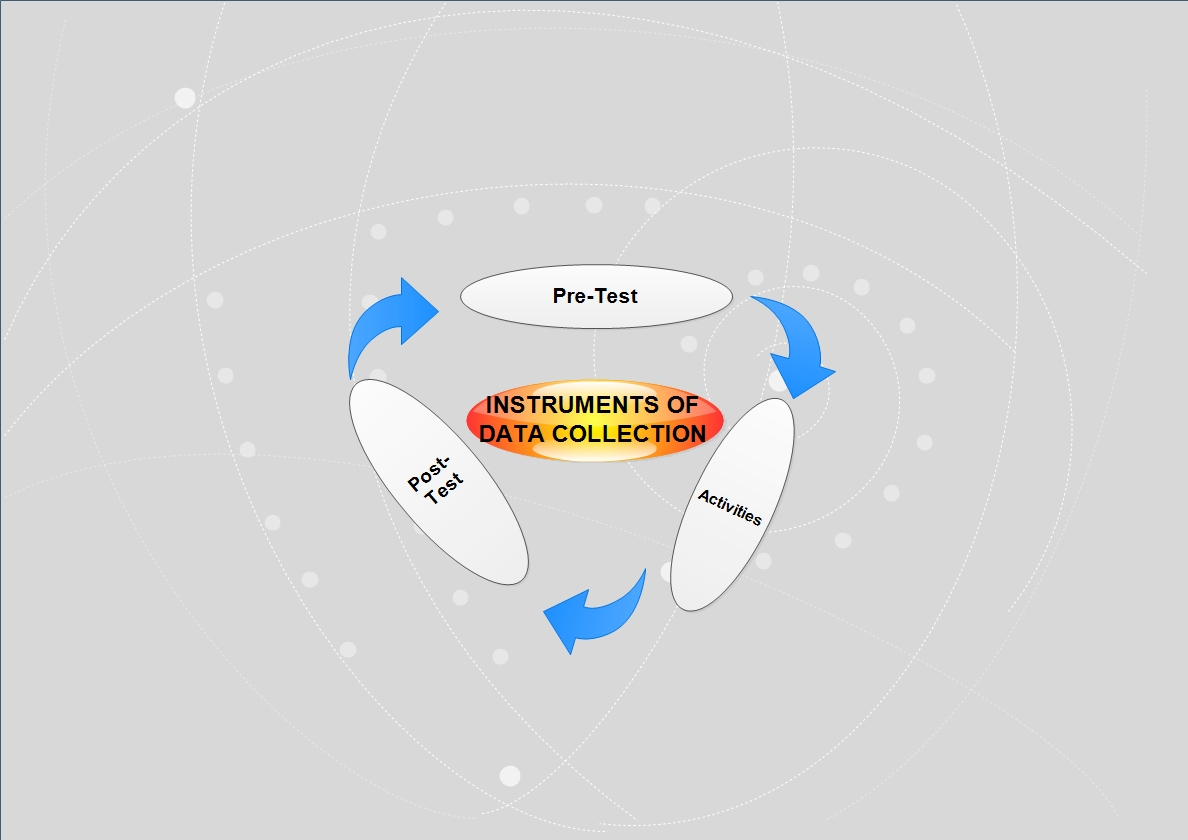 Pre-Test
INSTRUMENTS OF
DATA COLLECTION
Post-
Test
Activities